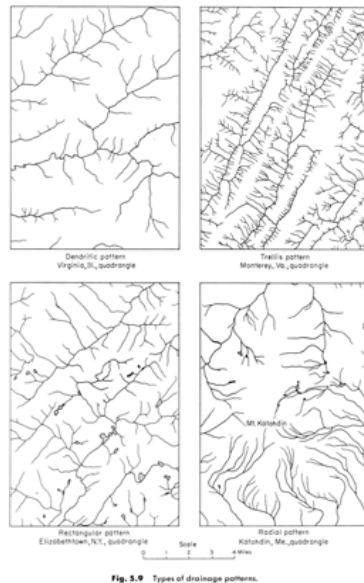 Dendritic pattern
Virginia, Ill., quadrangle
Trellis pattern
Monterey, Va., quadrangle
Mt. Katahdin
Rectangular pattern
Elizabethtown, N.Y., quadrangle
Radial pattern
Katahdin, Me., quadrangle
Scale
0 1 2 3 4 Miles
Fig. 5.9 Types of drainage patterns.